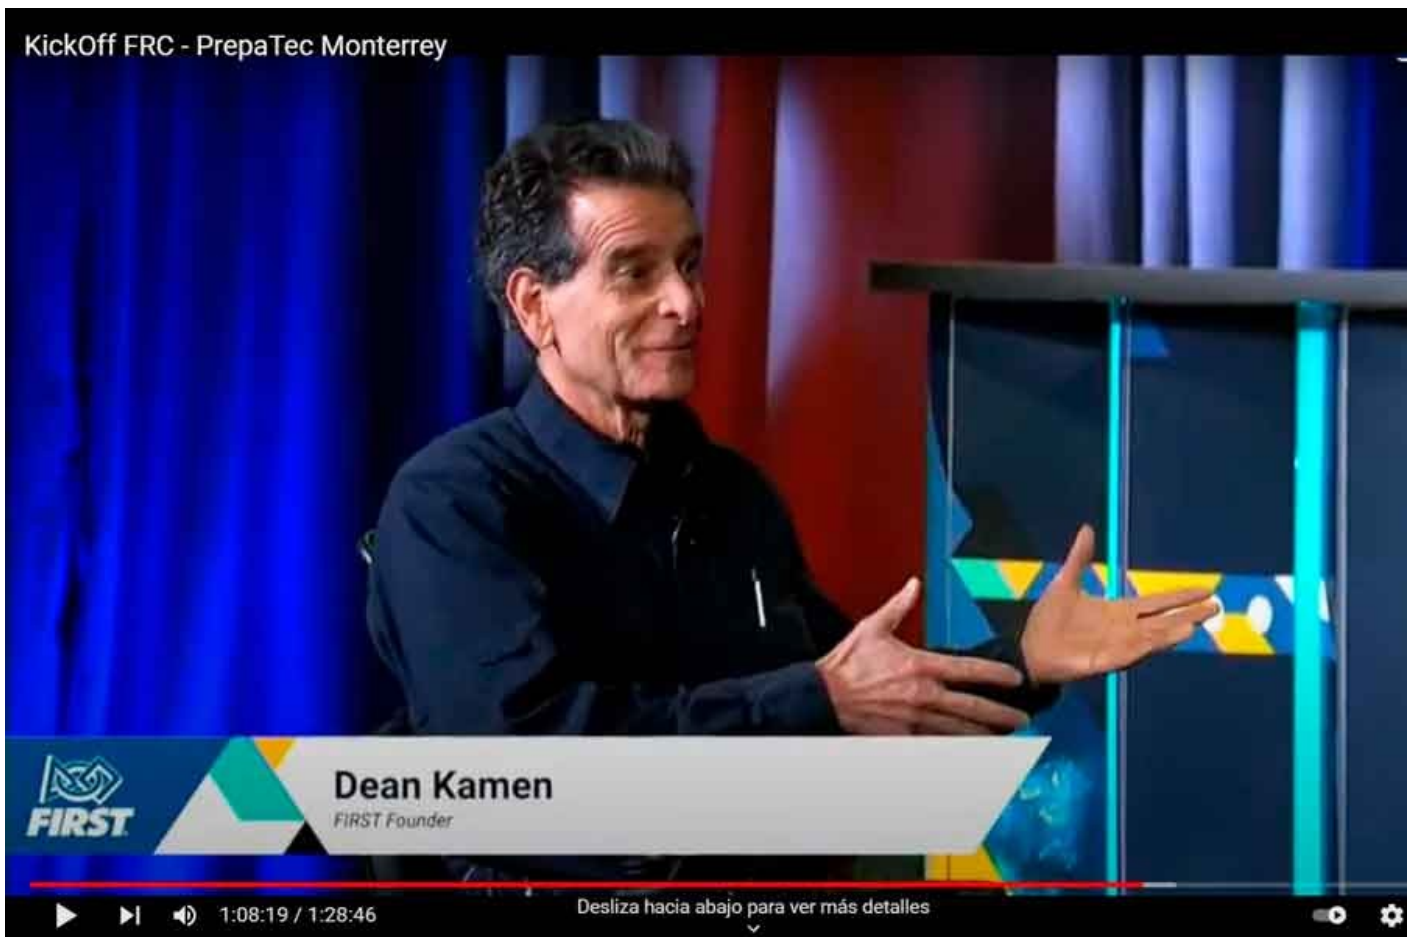 KickOff FRC - PrepaTec Monterrey
Dean Kamen
FIRST Founder
FIRST
1:08:19 / 1:28:46
Desliza hacia abajo para ver más detalles